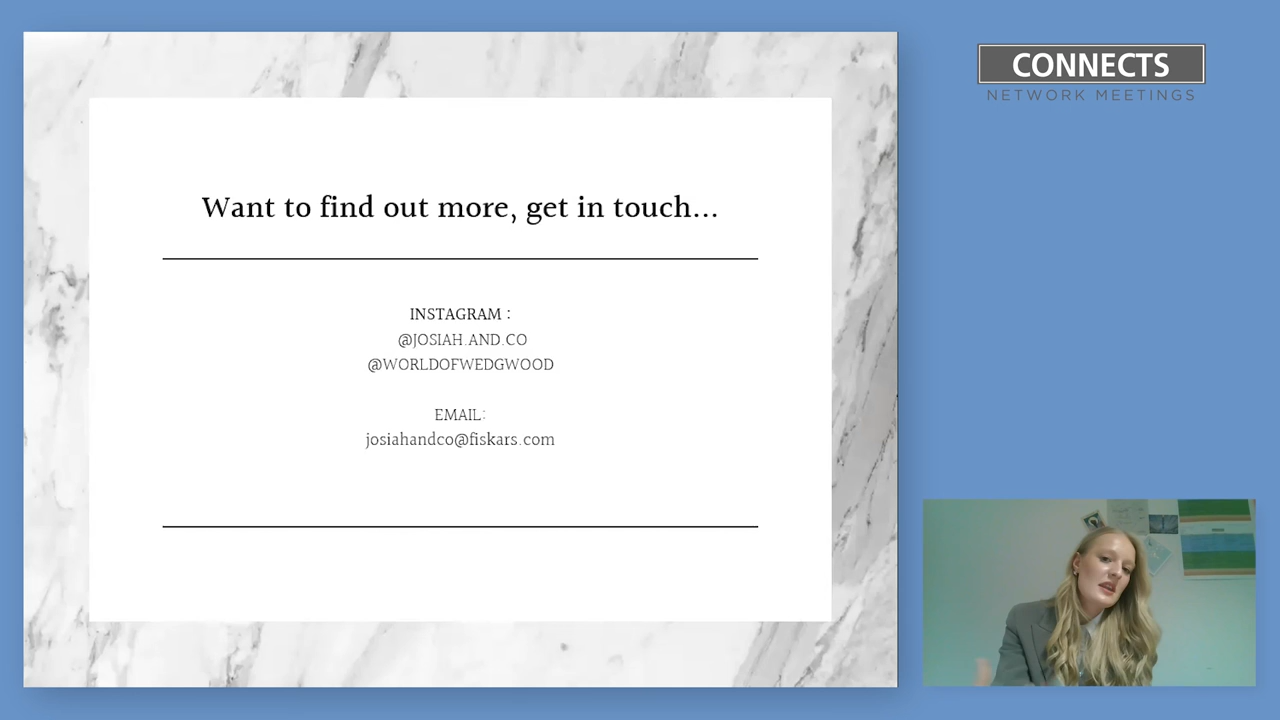 CONNECTS
NETWORK MEETINGS
Want to find out more, get in touch...
INSTAGRAM :
@JOSIAH.AND.CO
@WORLDOFWEDGWOOD
EMAIL:
josiahandco@fiskars.com